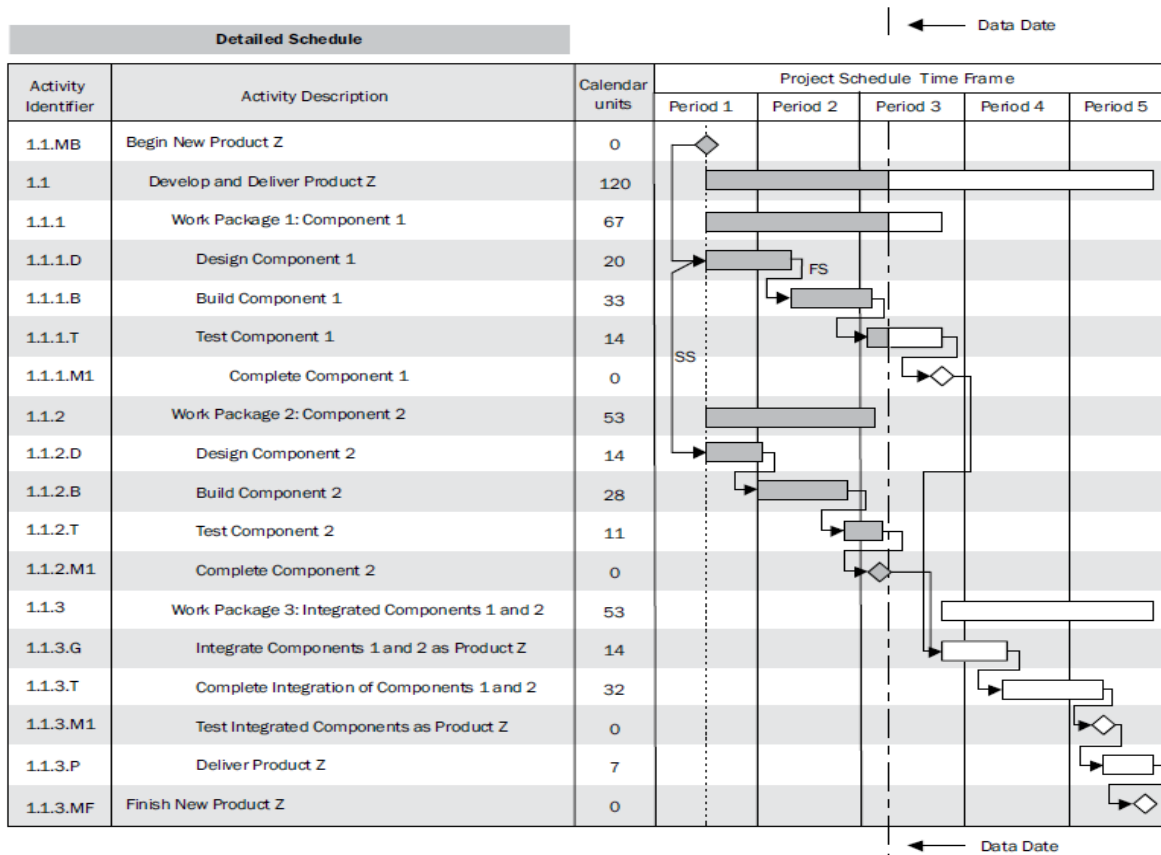 Data Date
Detailed Schedule
Activity Identifier Activity Description Calendar units Project Schedule Time Frame
Period 1 Period 2 Period 3 Period 4 Period 5
1.1.MB Begin New Product Z 0
1.1 Develop and Deliver Product Z 120
1.1.1 Work Package 1: Component 1 67
1.1.1.D Design Component 1 20
FS
1.1.1.B Build Component 1 33
1.1.1.T Test Component 1 14
SS
1.1.1.M1 Complete Component 1 0
1.1.2 Work Package 2: Component 2 53
1.1.2.D Design Component 2 14
1.1.2.B Build Component 2 28
1.1.2.T Test Component 2 11
1.1.2.M1 Complete Component 2 0
1.1.3 Work Package 3: Integrated Components 1 and 2 53
1.1.3.G Integrate Components 1 and 2 as Product Z 14
1.1.3.T Complete Integration of Components 1 and 2 32
1.1.3.M1 Test Integrated Components as Product Z 0
1.1.3.P Deliver Product Z 7
1.1.3.MF Finish New Product Z 0
Data Date